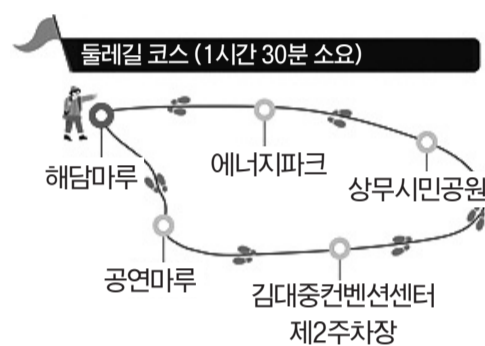 둘레길 코스 (1시간 30분 소요)
해담마루
에너지파크
상무시민공원
공연마루
김대중컨벤션센터
제2주차장